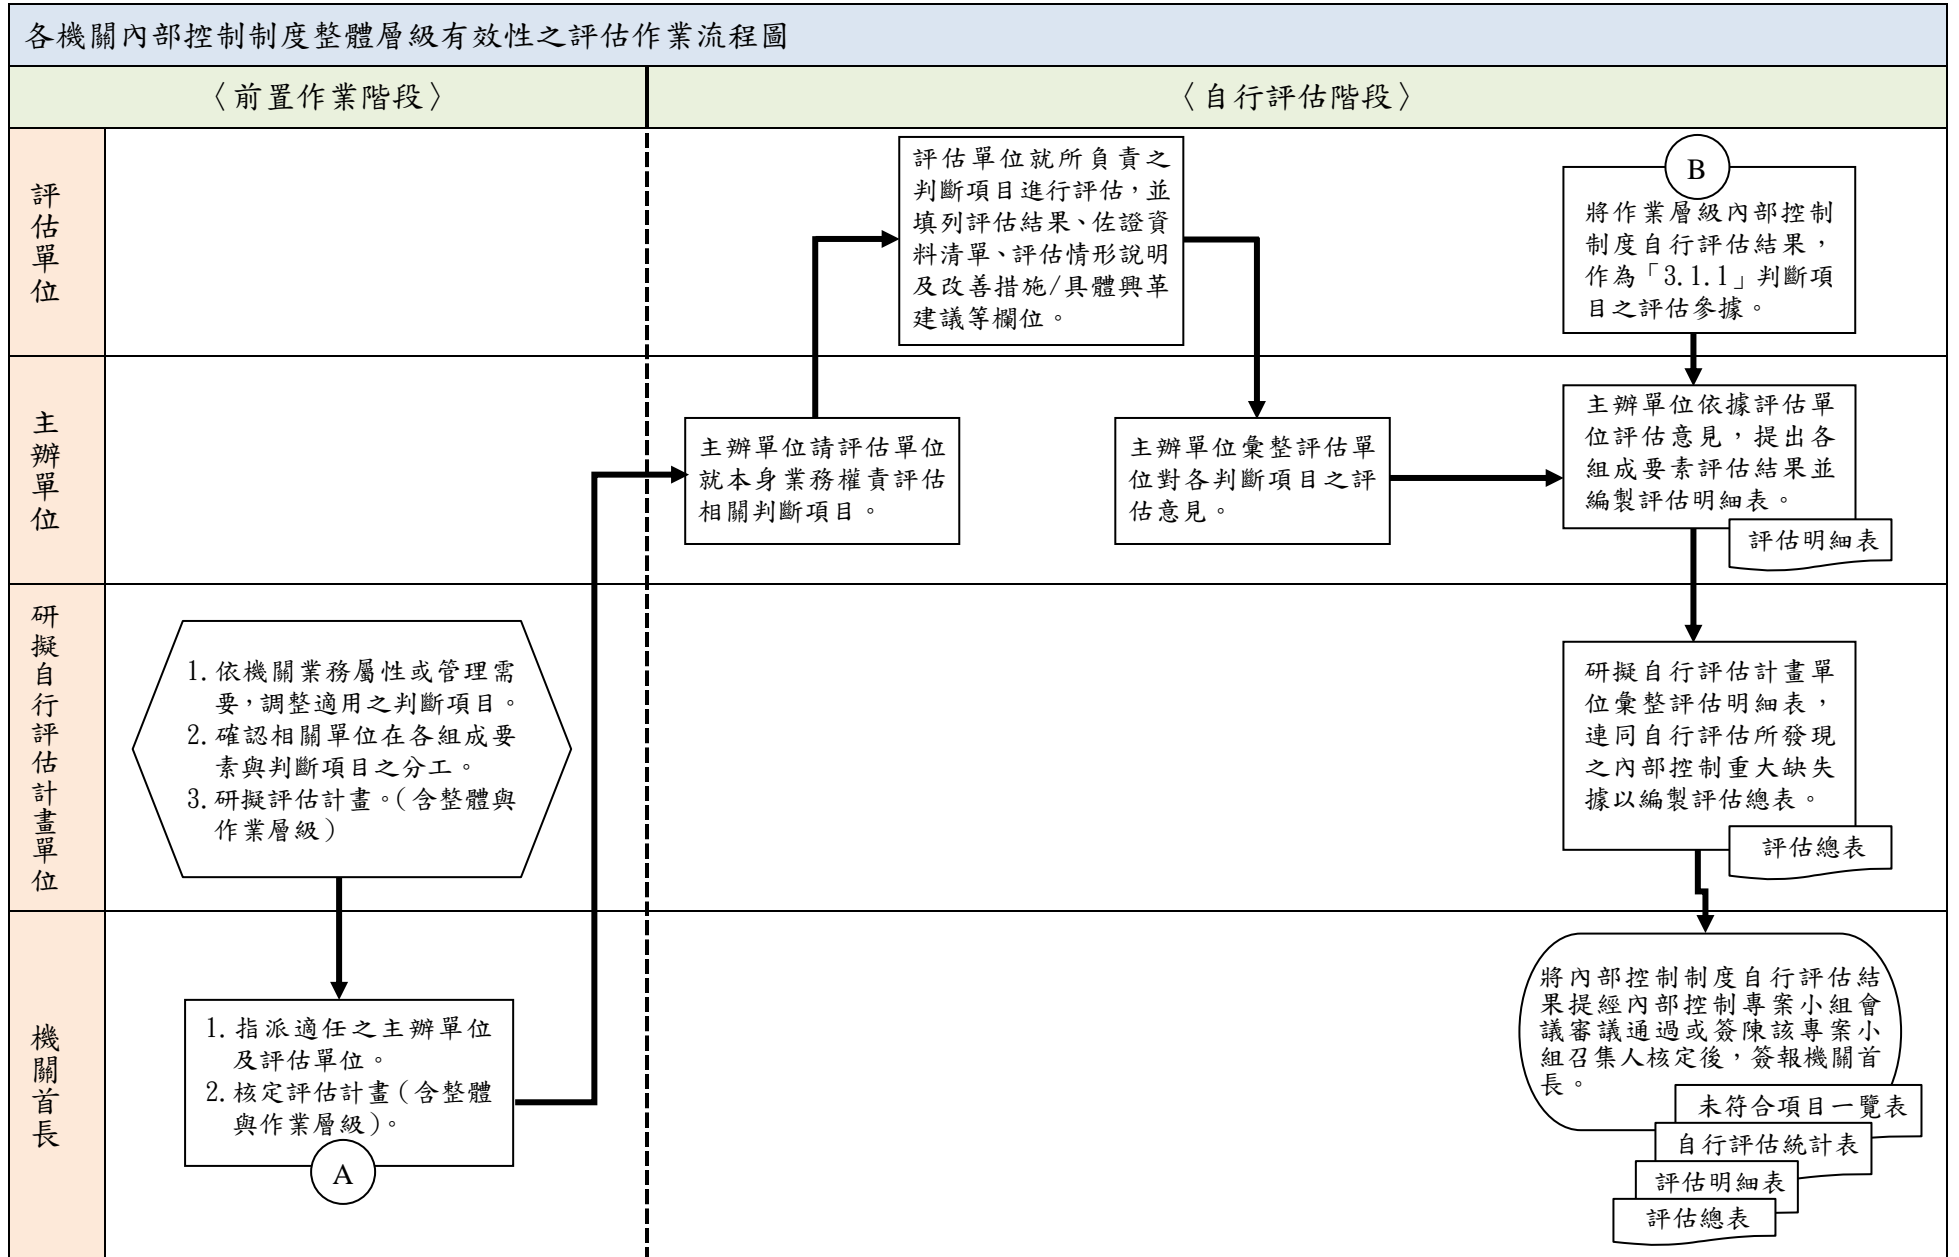 各機關內部控制制度整體層級有效性之評估作業流程圖
〈前置作業階段〉
〈自行評估階段〉
評估單位
評估單位就所負責之
判斷項目進行評估，並
填列評估結果、佐證資
料清單、評估情形說明
及改善措施/具體興革
建議等欄位。
B
將作業層級內部控制
制度自行評估結果，
作為「3.1.1」判斷項
目之評估參據。
主辦單位
主辦單位請評估單位
就本身業務權責評估
相關判斷項目。
主辦單位彙整評估單
位對各判斷項目之評
估意見。
主辦單位依據評估單
位評估意見，提出各
組成要素評估結果並
編製評估明細表。
評估明細表
研擬自行評估計畫單位
1.依機關業務屬性或管理需
要，調整適用之判斷項目。
2.確認相關單位在各組成要
素與判斷項目之分工。
3.研擬評估計畫。（含整體與
作業層級）
研擬自行評估計畫單
位彙整評估明細表，
連同自行評估所發現
之內部控制重大缺失
據以編製評估總表。
評估總表
機關首長
1.指派適任之主辦單位
及評估單位。
2.核定評估計畫（含整體
與作業層級）。
A
將內部控制制度自行評估結
果提經內部控制專案小組會
議審議通過或簽陳該專案小
組召集人核定後，簽報機關首
長。
未符合項目一覽表
自行評估統計表
評估明細表
評估總表